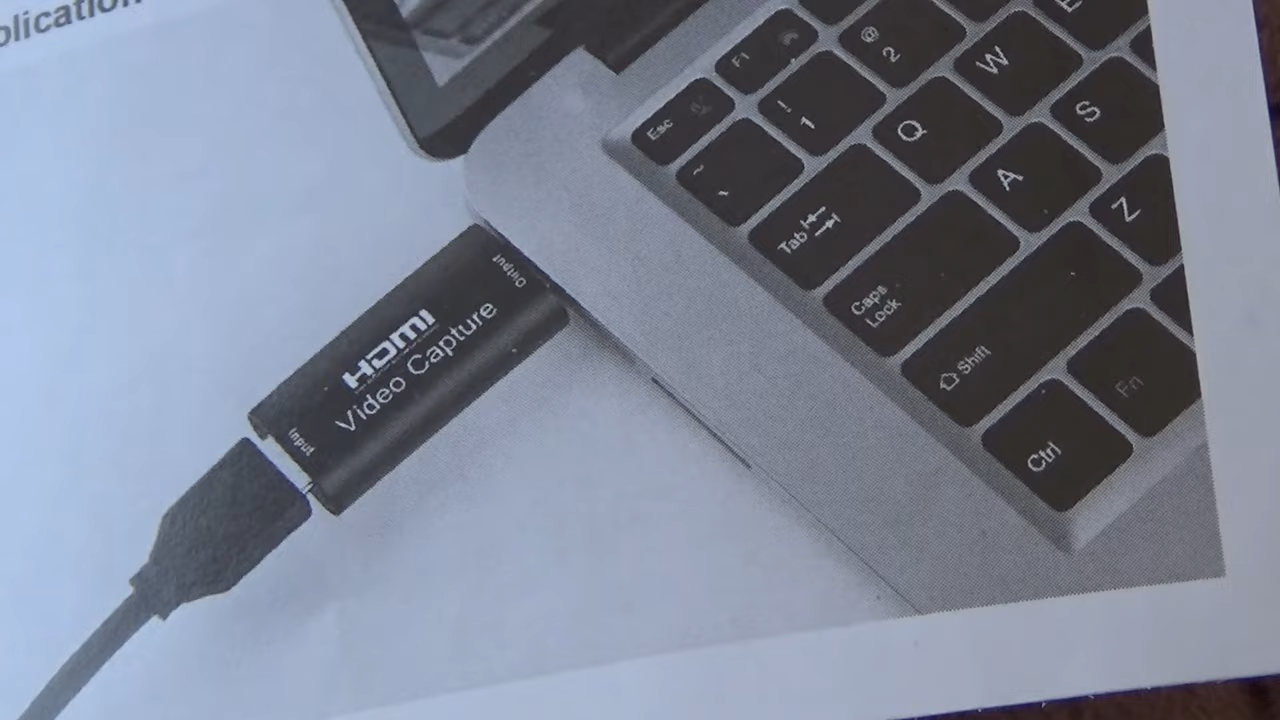 plication
HDMI
Video Capture
Output
Input
Esc
F1
~
`
!
1
@
2
Tab
Q
W
E
Caps
Lock
A
S
Shift
Z
Ctrl
Fn